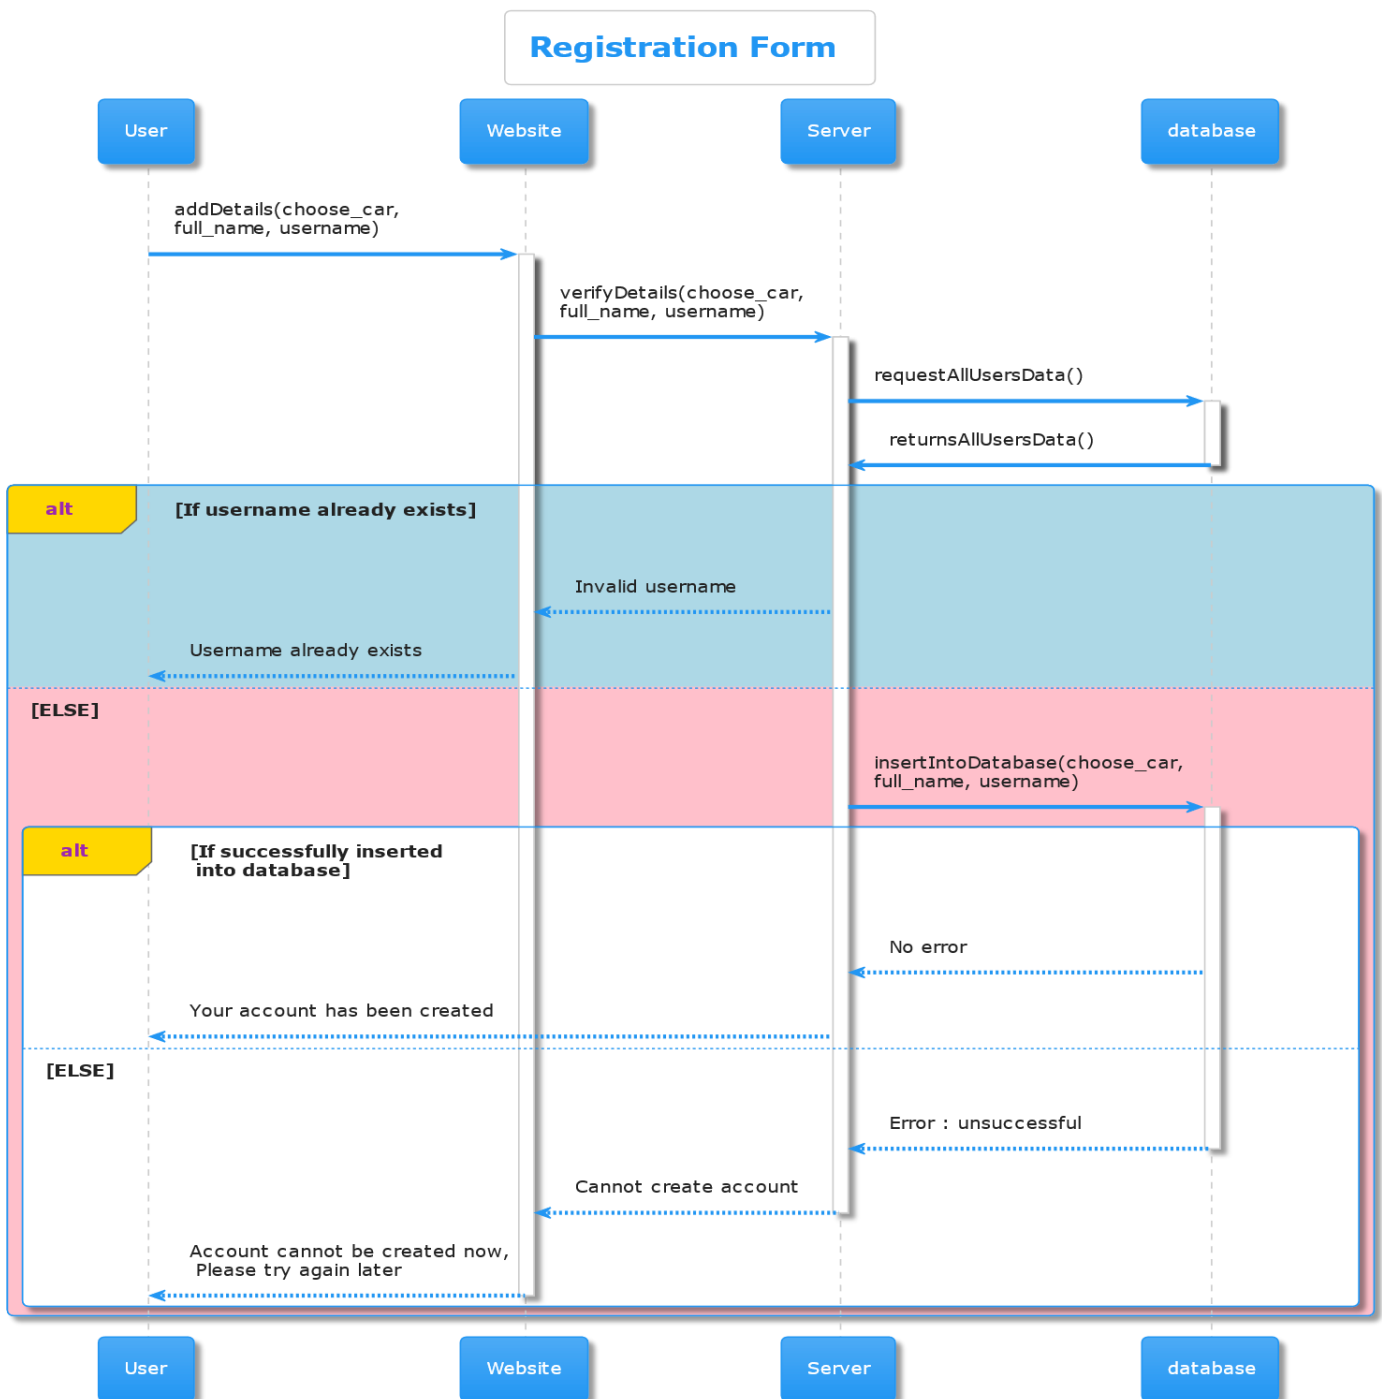 Registration Form
User
Website
Server
database
addDetails(choose_car,
full_name, username)
verifyDetails(choose_car,
full_name, username)
requestAllUsersData()
returnsAllUsersData()
alt
[If username already exists]
Invalid username
Username already exists
[ELSE]
insertIntoDatabase(choose_car,
full_name, username)
alt
[If successfully inserted
into database]
No error
Your account has been created
[ELSE]
Error : unsuccessful
Cannot create account
Account cannot be created now,
Please try again later
User
Website
Server
database